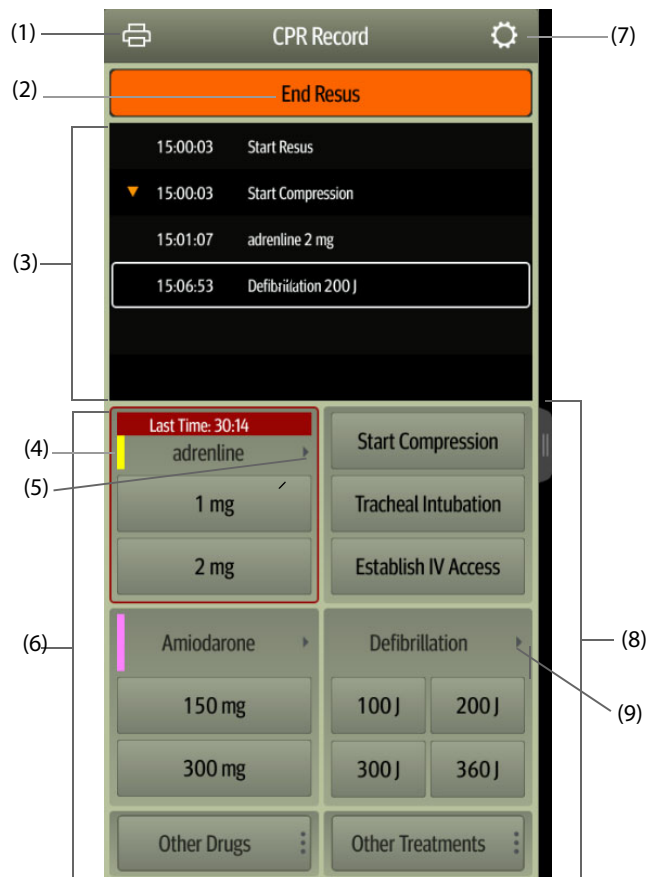 (1)
CPR Record
(7)
(2)
End Resus
(3)
15:00:03 Start Resus
15:00:03 Start Compression
15:01:07 adrenline 2 mg
15:06:53 Defibrillation 200 J
Last Time: 30:14
(4)
adrenline
(5)
1 mg
2 mg
Start Compression
Tracheal Intubation
Establish IV Access
(6)
Amiodarone
150 mg
300 mg
Defibrillation
100 J 200 J
300 J 360 J
(8)
(9)
Other Drugs
Other Treatments